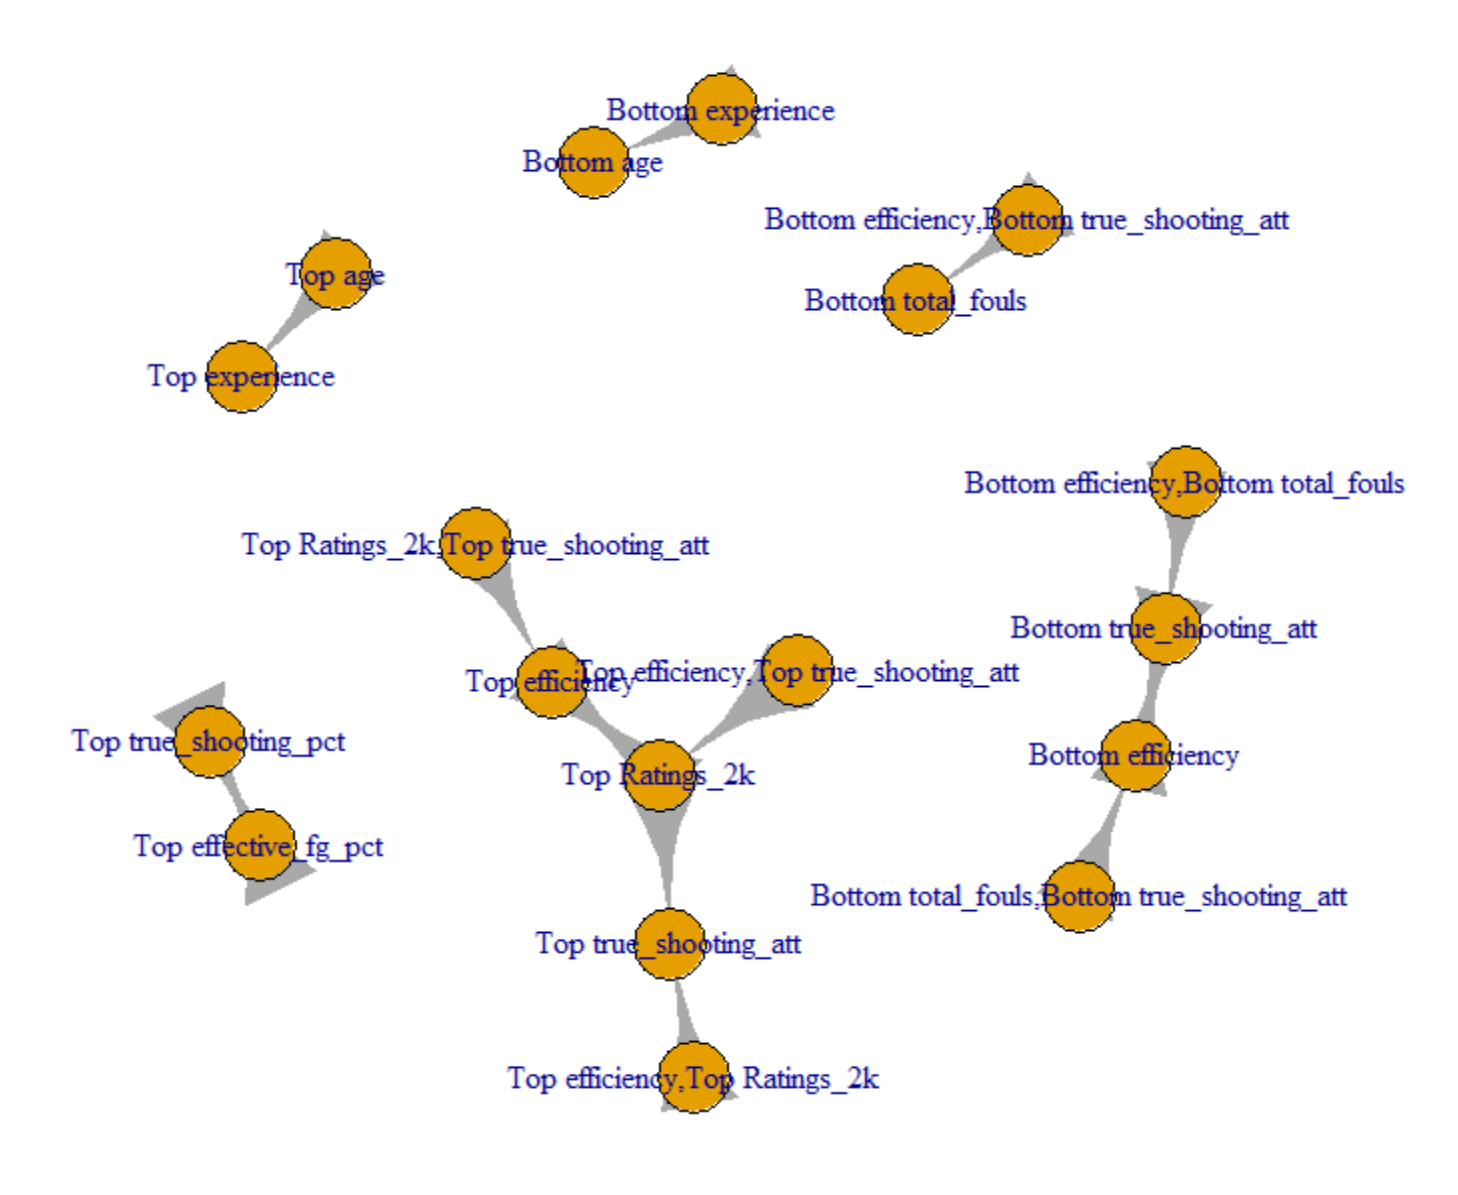 Bottom experience
Bottom age
Bottom efficiency,Bottom true_shooting_att
Top age
Bottom total_fouls
Top experience
Bottom efficiency,Bottom total_fouls
Top Ratings_2k,Top true_shooting_att
Bottom true_shooting_att
Top efficiency
Top efficiency,Top true_shooting_att
Top true_shooting_pct
Bottom efficiency
Top Ratings_2k
Top effective_fg_pct
Bottom total_fouls,Bottom true_shooting_att
Top true_shooting_att
Top efficiency,Top Ratings_2k